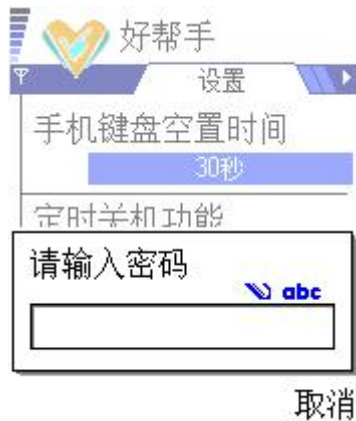 好帮手
设置
手机键盘空置时间
30秒
定时关机功能
请输入密码
abc
取消